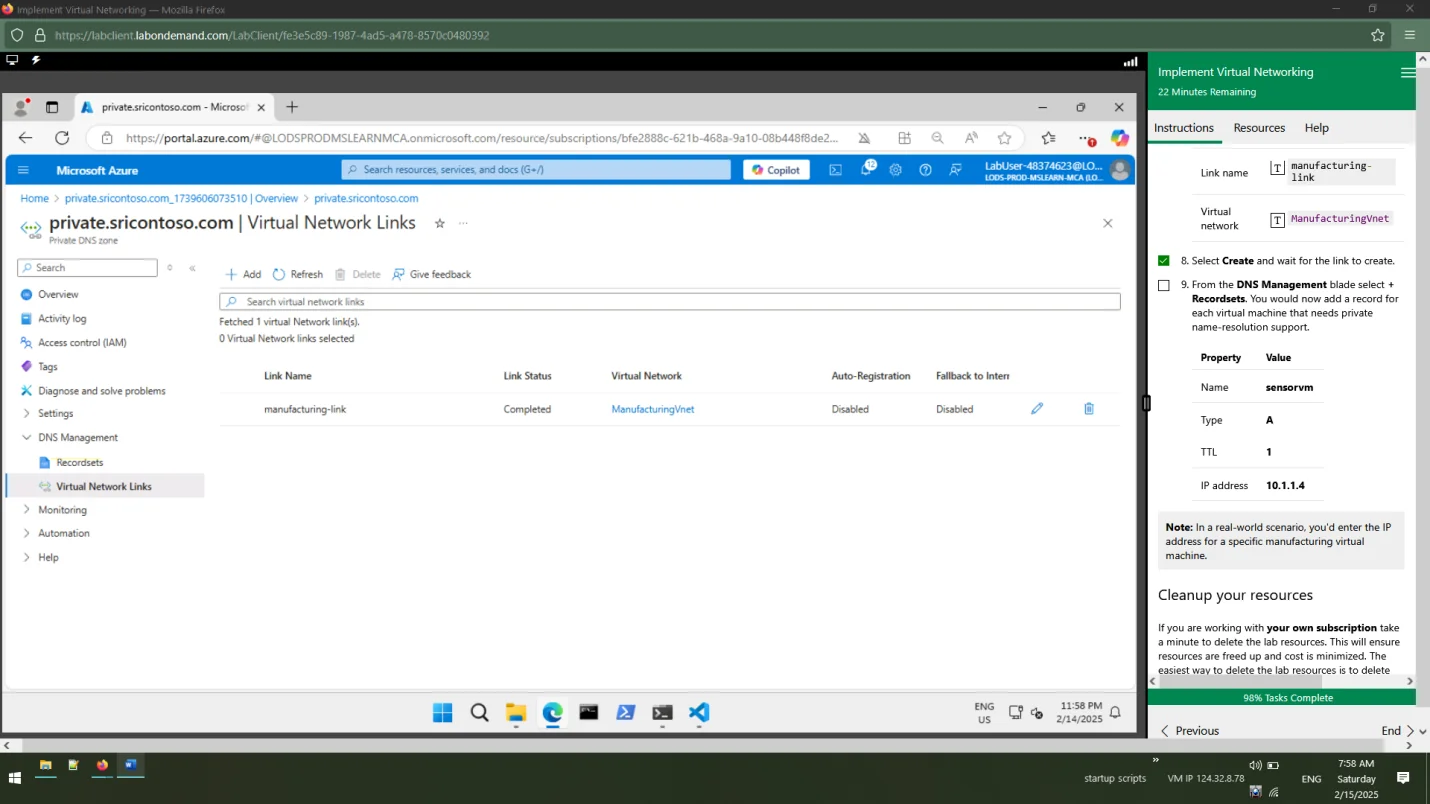 Implement Virtual Networking — Mozilla Firefox
https://labclient.labondemand.com/LabClient/fe3e5c89-1987-4ad5-a478-8570c0480392
private.sricontoso.com - Microsof
https://portal.azure.com/#@LODSPRODMSLEARNMCA.onmicrosoft.com/resource/subscriptions/bfe2888c-621b-468a-9a10-08b448f8de2...
Microsoft Azure
Search resources, services, and docs (G+/)
Copilot
12
LabUser-48374623@LO...
LODS-PROD-MSLEARN-MCA (LO...
Home > private.sricontoso.com_1739606073510 | Overview > private.sricontoso.com
private.sricontoso.com | Virtual Network Links
Private DNS zone
Search
Overview
Activity log
Access control (IAM)
Tags
Diagnose and solve problems
Settings
DNS Management
Recordsets
Virtual Network Links
Monitoring
Automation
Help
Add Refresh Delete Give feedback
Search virtual network links
Fetched 1 virtual Network link(s).
0 Virtual Network links selected
Link Name Link Status Virtual Network Auto-Registration Fallback to Interr
manufacturing-link Completed ManufacturingVnet Disabled Disabled
ENG
US
11:58 PM
2/14/2025
Implement Virtual Networking
22 Minutes Remaining
Instructions Resources Help
Link name
manufacturing-
link
Virtual
network
ManufacturingVnet
8. Select Create and wait for the link to create.
9. From the DNS Management blade select +
Recordsets. You would now add a record for
each virtual machine that needs private
name-resolution support.
Property Value
Name sensorvm
Type A
TTL 1
IP address 10.1.1.4
Note: In a real-world scenario, you'd enter the IP
address for a specific manufacturing virtual
machine.
Cleanup your resources
If you are working with your own subscription take
a minute to delete the lab resources. This will ensure
resources are freed up and cost is minimized. The
easiest way to delete the lab resources is to delete
98% Tasks Complete
Previous End
startup scripts
VM IP 124.32.8.78
ENG
7:58 AM
Saturday
2/15/2025